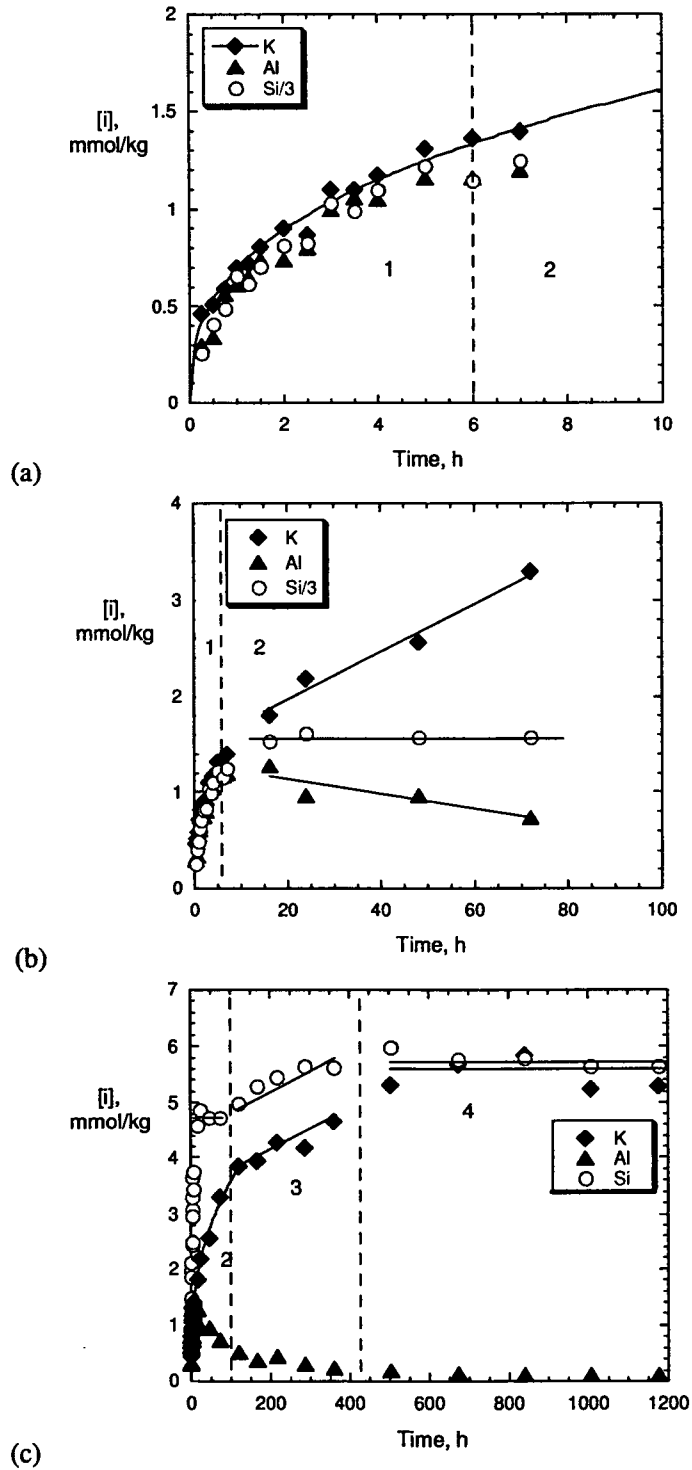 2
1.5
1
0.5
0
[i],
mmol/kg
K
Al
Si/3
1
2
0 2 4 6 8 10
Time, h
(a)
4
3
2
1
0
[i],
mmol/kg
K
Al
Si/3
1 2
0 20 40 60 80 100
Time, h
(b)
7
6
5
4
3
2
1
0
[i],
mmol/kg
2
3
4
K
Al
Si
0 200 400 600 800 1000 1200
Time, h
(c)